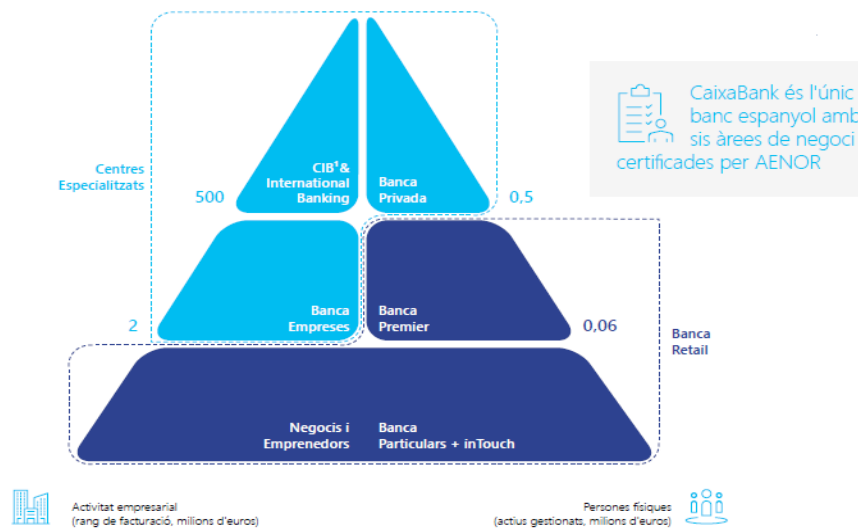 CaixaBank és l'únic
banc espanyol amb
sis àrees de negoci
certificades per AENOR
Centres
Especialitzats
500
CIB¹&
International
Banking
Banca
Privada
0,5
2
Banca
Empreses
Banca
Premier
0,06
Banca
Retail
Negocis i
Emprenedors
Banca
Particulars + inTouch
Activitat empresarial
(rang de facturació, milions d'euros)
Persones físiques
(actius gestionats, milions d'euros)